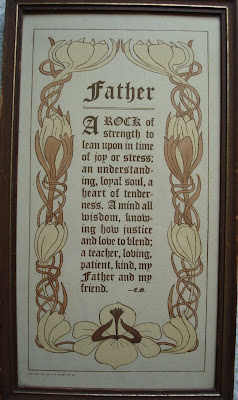 Father
A ROCK of
strength to
lean upon in time
of joy or stress;
an understand-
ing, loyal soul, a
heart of tender-
ness. A mind all
wisdom, know-
ing how justice
and love to blend;
a teacher, loving,
patient, kind, my
Father and my
friend. —E.G.